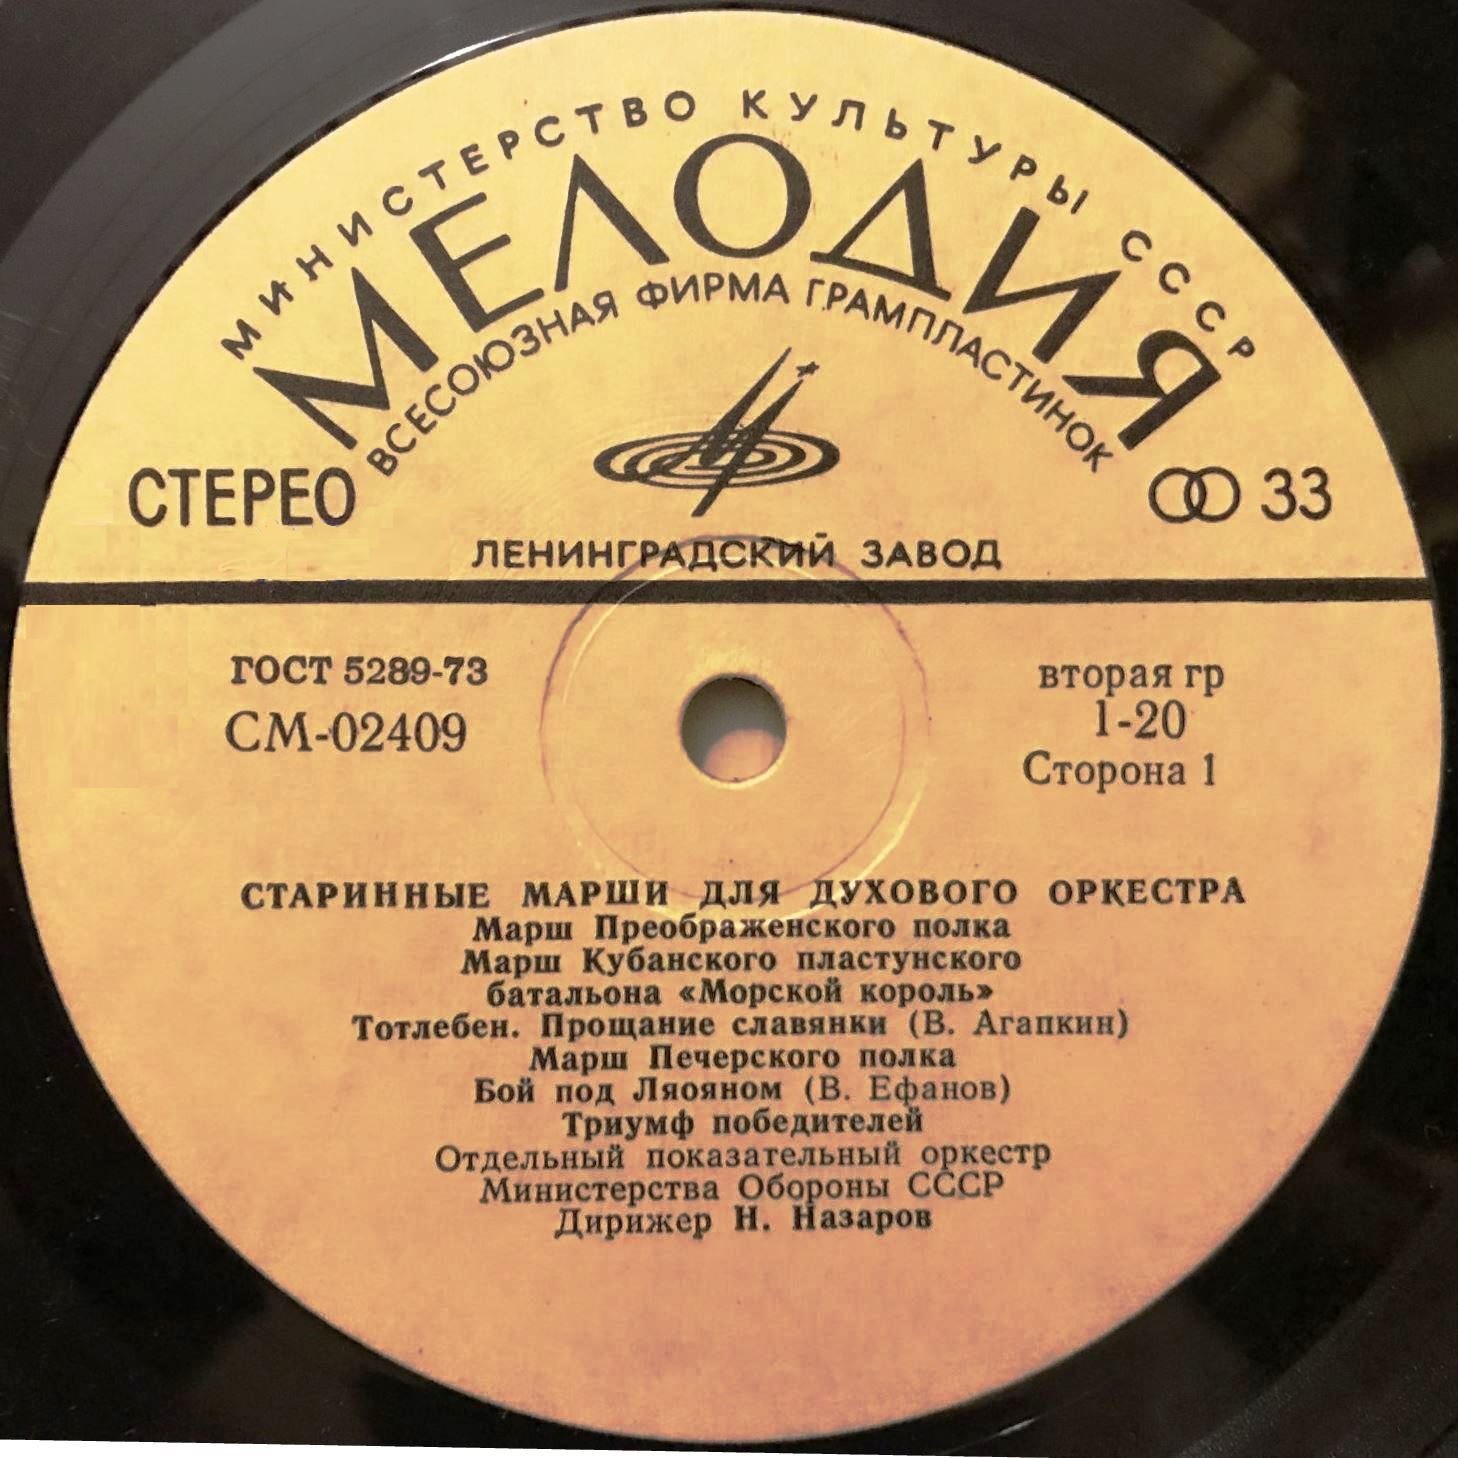 МИНИСТЕРСТВО КУЛЬТУРЫ СССР
МЕЛОДИЯ
ВСЕСОЮЗНАЯ ФИРМА ГРАМПЛАСТИНОК
СТЕРЕО
33
ЛЕНИНГРАДСКИЙ ЗАВОД
ГОСТ 5289-73
СМ-02409
вторая гр
1-20
Сторона 1
СТАРИННЫЕ МАРШИ ДЛЯ ДУХОВОГО ОРКЕСТРА
Марш Преображенского полка
Марш Кубанского пластунского
батальона «Морской король»
Тотлебен. Прощание славянки (В. Агапкин)
Марш Печерского полка
Бой под Ляояном (В. Ефанов)
Триумф победителей
Отдельный показательный оркестр
Министерства Обороны СССР
Дирижер Н. Назаров